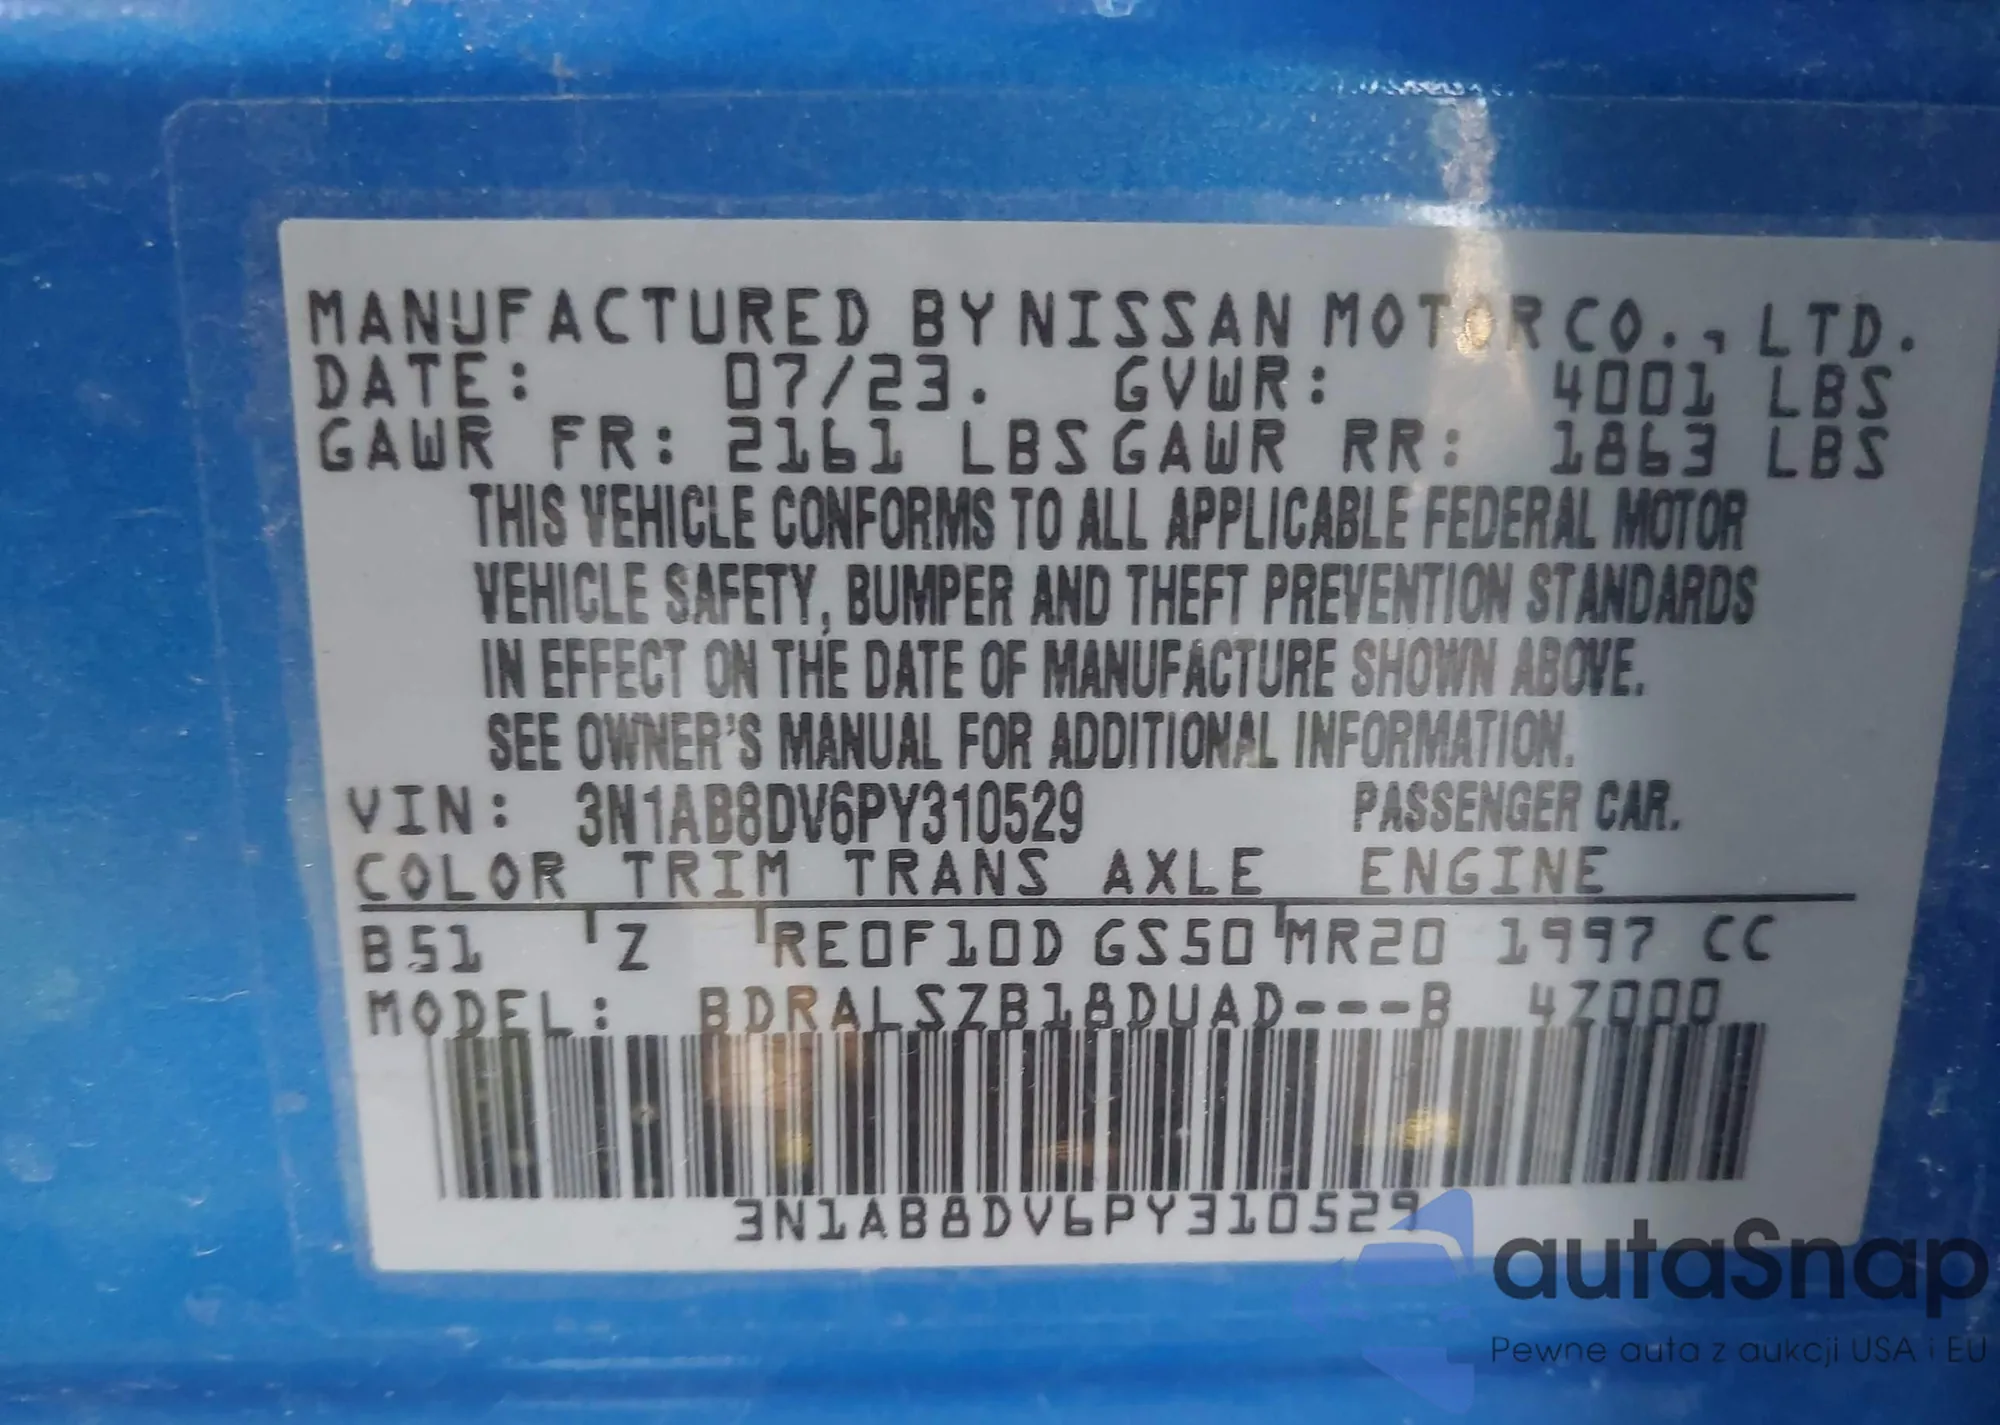 MANUFACTURED BY NISSAN MOTOR CO., LTD.
DATE: 07/23. GVWR: 4001 LBS
GAWR FR: 2161 LBS GAWR RR: 1863 LBS
THIS VEHICLE CONFORMS TO ALL APPLICABLE FEDERAL MOTOR
VEHICLE SAFETY, BUMPER AND THEFT PREVENTION STANDARDS
IN EFFECT ON THE DATE OF MANUFACTURE SHOWN ABOVE.
SEE OWNER'S MANUAL FOR ADDITIONAL INFORMATION.
VIN: 3N1AB8DV6PY310529 PASSENGER CAR.
COLOR TRIM TRANS AXLE ENGINE
B51 Z RE0F10D GS50 MR20 1997 CC
MODEL: BDRALSZB18DUAD---B 4Z000
3N1AB8DV6PY310529
autaSnap
Pewne auta z aukcji USA i EU